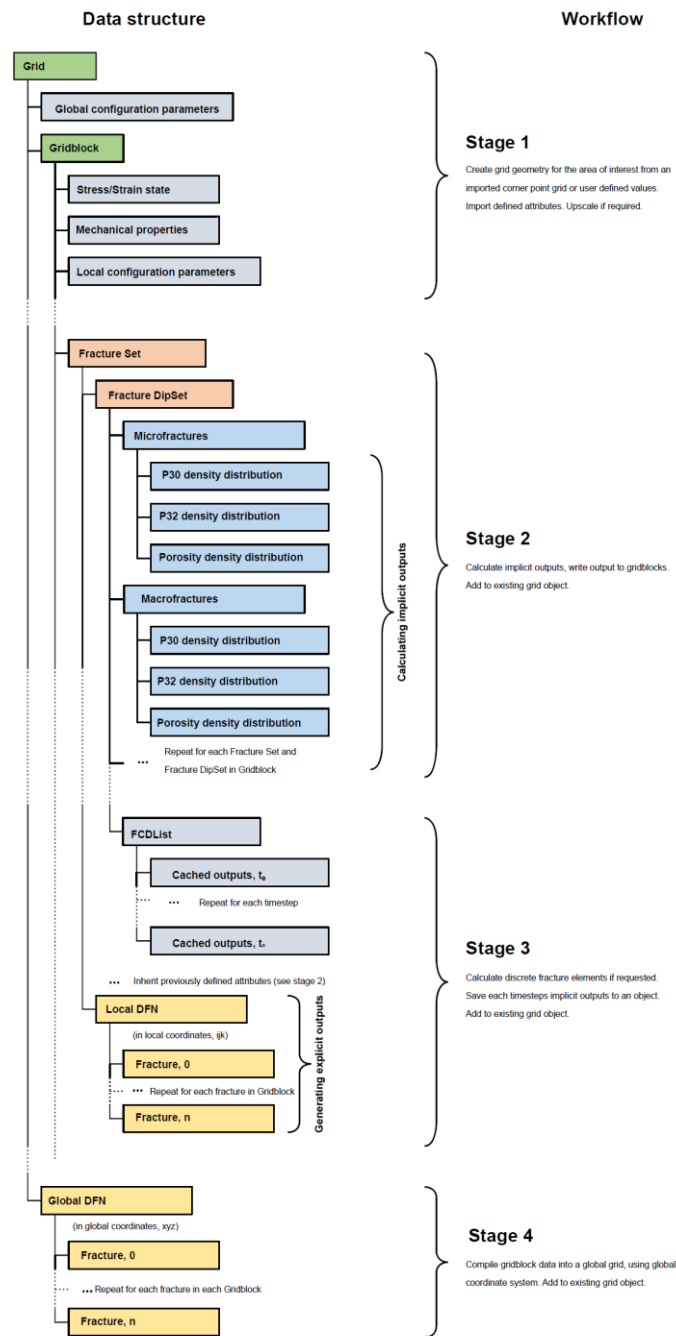 Data structure
Workflow
Grid
Global configuration parameters
Gridblock
Stress/Strain state
Mechanical properties
Local configuration parameters
Stage 1
Create grid geometry for the area of interest from an
imported corner point grid or user defined values.
Import defined attributes. Upscale if required.
Fracture Set
Fracture DipSet
Microfractures
P30 density distribution
P32 density distribution
Porosity density distribution
Macrofractures
P30 density distribution
P32 density distribution
Porosity density distribution
... Repeat for each Fracture Set and
Fracture DipSet in Gridblock
Calculating implicit outputs
Stage 2
Calculate implicit outputs, write output to gridblocks.
Add to existing grid object.
FCDList
Cached outputs, t₀
... Repeat for each timestep
Cached outputs, tₙ
... Inherit previously defined attributes (see stage 2)
Local DFN
(in local coordinates, ijk)
Fracture, 0
... Repeat for each fracture in Gridblock
Fracture, n
Generating explicit outputs
Stage 3
Calculate discrete fracture elements if requested.
Save each timesteps implicit outputs to an object.
Add to existing grid object.
Global DFN
(in global coordinates, xyz)
Fracture, 0
... Repeat for each fracture in each Gridblock
Fracture, n
Stage 4
Compile gridblock data into a global grid, using global
coordinate system. Add to existing grid object.